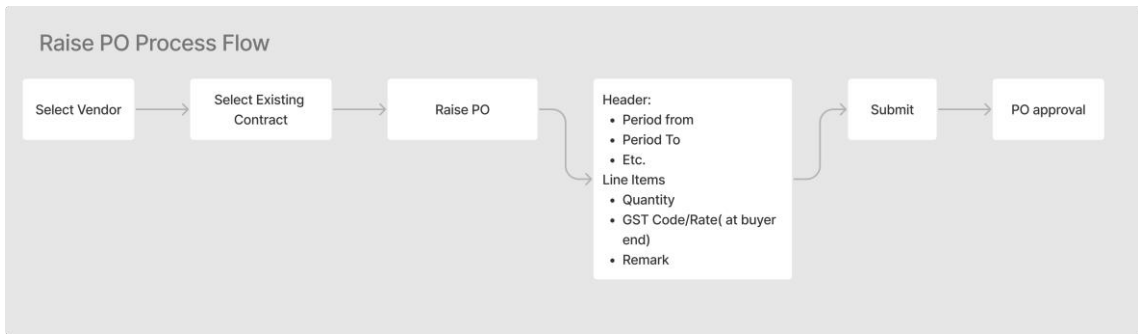 Raise PO Process Flow
Select Vendor
Select Existing
Contract
Raise PO
Header:
• Period from
• Period To
• Etc.
Line Items
• Quantity
• GST Code/Rate( at buyer
end)
• Remark
Submit
PO approval